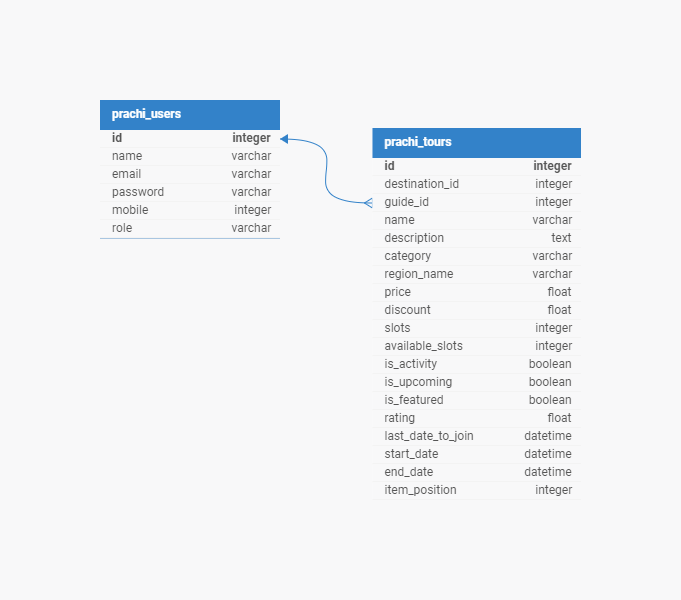 prachi_users
id integer
name varchar
email varchar
password varchar
mobile integer
role varchar
prachi_tours
id integer
destination_id integer
guide_id integer
name varchar
description text
category varchar
region_name varchar
price float
discount float
slots integer
available_slots integer
is_activity boolean
is_upcoming boolean
is_featured boolean
rating float
last_date_to_join datetime
start_date datetime
end_date datetime
item_position integer